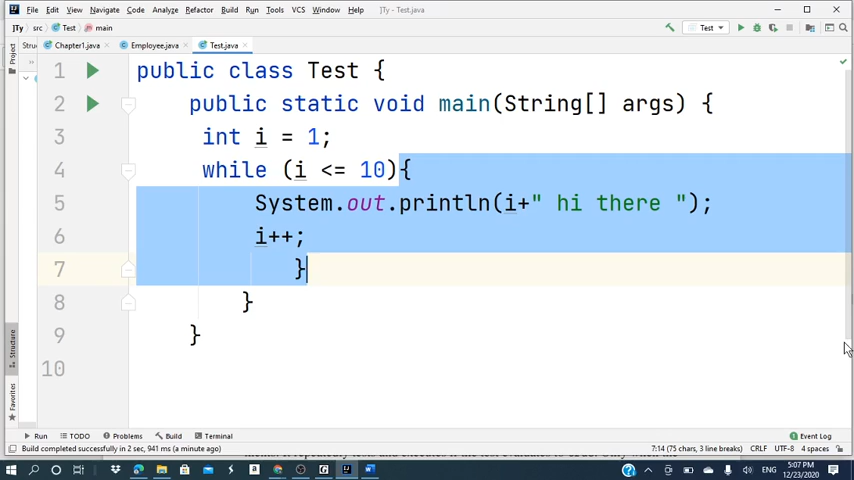 File Edit View Navigate Code Analyze Refactor Build Run Tools VCS Window Help JTy - Test.java
JTy src Test main Test
Project Stru Chapter1.java Employee.java Test.java
1 public class Test {
2 public static void main(String[] args) {
3 int i = 1;
4 while (i <= 10){
5 System.out.println(i+" hi there ");
6 i++;
7 }
8 }
9 }
10
Structure
Favorites
Run TODO Problems Build Terminal Event Log
Build completed successfully in 2 sec, 941 ms (a minute ago) 7:14 (75 chars, 3 line breaks) CRLF UTF-8 4 spaces
ENG 5:07 PM
12/23/2020